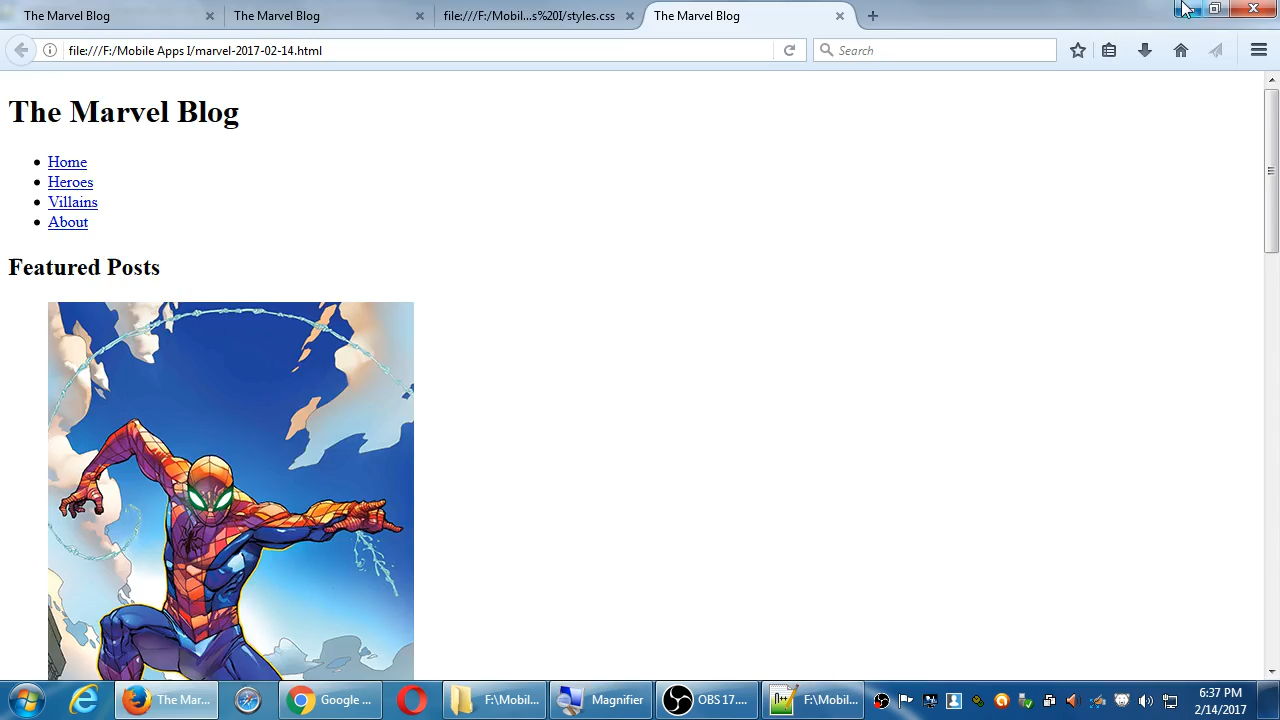 The Marvel Blog
The Marvel Blog
file:///F:/Mobil...s%20I/styles.css
The Marvel Blog
file:///F:/Mobile Apps I/marvel-2017-02-14.html
Search
The Marvel Blog
Home
Heroes
Villains
About
Featured Posts
The Mar...
Google ...
F:\Mobil...
Magnifier
OBS 17....
F:\Mobil...
6:37 PM
2/14/2017